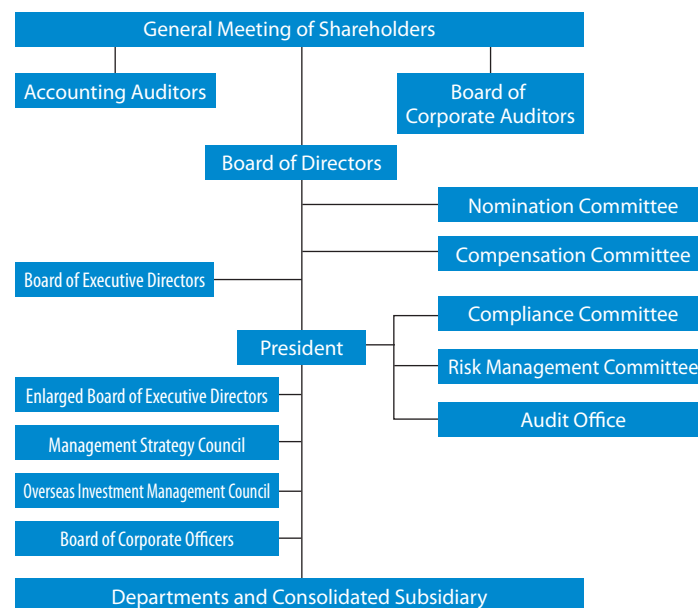 General Meeting of Shareholders
Accounting Auditors
Board of
Corporate Auditors
Board of Directors
Nomination Committee
Compensation Committee
Board of Executive Directors
Compliance Committee
President
Risk Management Committee
Enlarged Board of Executive Directors
Audit Office
Management Strategy Council
Overseas Investment Management Council
Board of Corporate Officers
Departments and Consolidated Subsidiary